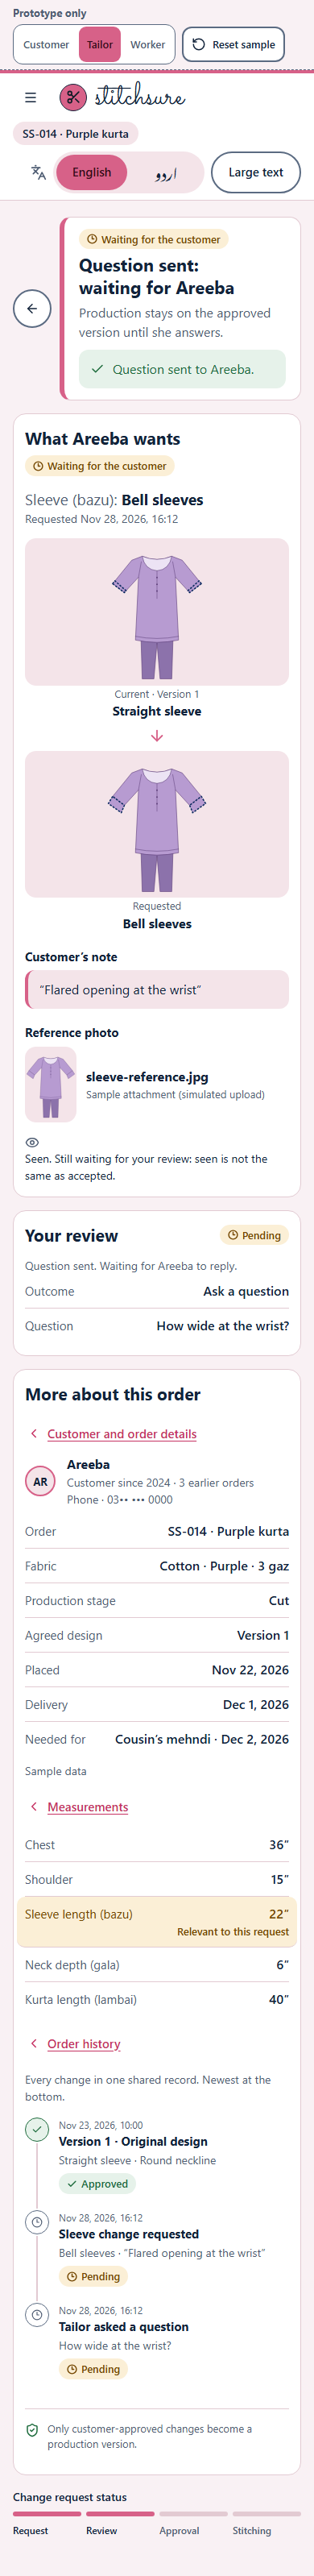 Prototype only
Customer
Tailor
Worker
Reset sample
stitchsure
SS-014 · Purple kurta
English
اردو
Large text
Waiting for the customer
Question sent:
waiting for Areeba
Production stays on the approved
version until she answers.
Question sent to Areeba.
What Areeba wants
Waiting for the customer
Sleeve (bazu): Bell sleeves
Requested Nov 28, 2026, 16:12
Current · Version 1
Straight sleeve
Requested
Bell sleeves
Customer’s note
“Flared opening at the wrist”
Reference photo
sleeve-reference.jpg
Sample attachment (simulated upload)
Seen. Still waiting for your review: seen is not the
same as accepted.
Your review
Pending
Question sent. Waiting for Areeba to reply.
Outcome
Ask a question
Question
How wide at the wrist?
More about this order
Customer and order details
AR
Areeba
Customer since 2024 · 3 earlier orders
Phone · 03•• ••• 0000
Order
SS-014 · Purple kurta
Fabric
Cotton · Purple · 3 gaz
Production stage
Cut
Agreed design
Version 1
Placed
Nov 22, 2026
Delivery
Dec 1, 2026
Needed for
Cousin’s mehndi · Dec 2, 2026
Sample data
Measurements
Chest
36″
Shoulder
15″
Sleeve length (bazu)
22″
Relevant to this request
Neck depth (gala)
6″
Kurta length (lambai)
40″
Order history
Every change in one shared record. Newest at the
bottom.
Nov 23, 2026, 10:00
Version 1 · Original design
Straight sleeve · Round neckline
Approved
Nov 28, 2026, 16:12
Sleeve change requested
Bell sleeves · “Flared opening at the wrist”
Pending
Nov 28, 2026, 16:12
Tailor asked a question
How wide at the wrist?
Pending
Only customer-approved changes become a
production version.
Change request status
Request
Review
Approval
Stitching